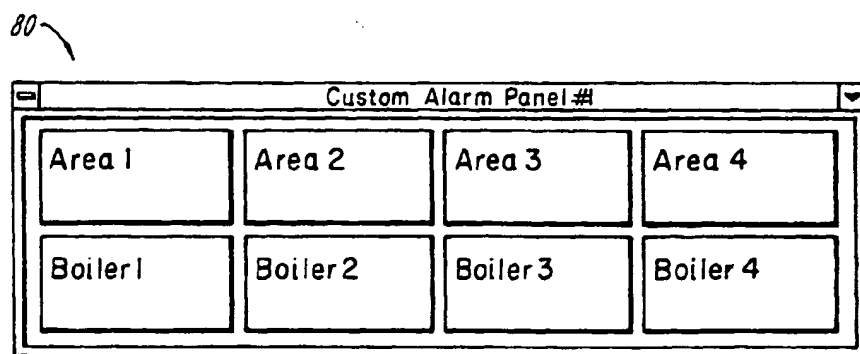 80
Custom Alarm Panel #1
Area 1 Area 2 Area 3 Area 4
Boiler 1 Boiler 2 Boiler 3 Boiler 4